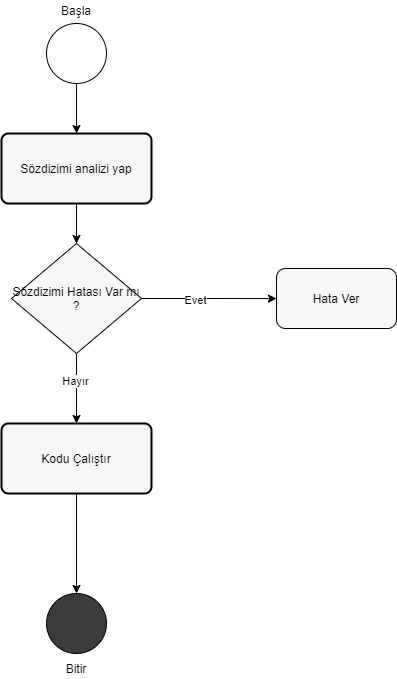 Başla
Sözdizimi analizi yap
Sözdizimi Hatası Var mı
?
Evet
Hata Ver
Hayır
Kodu Çalıştır
Bitir